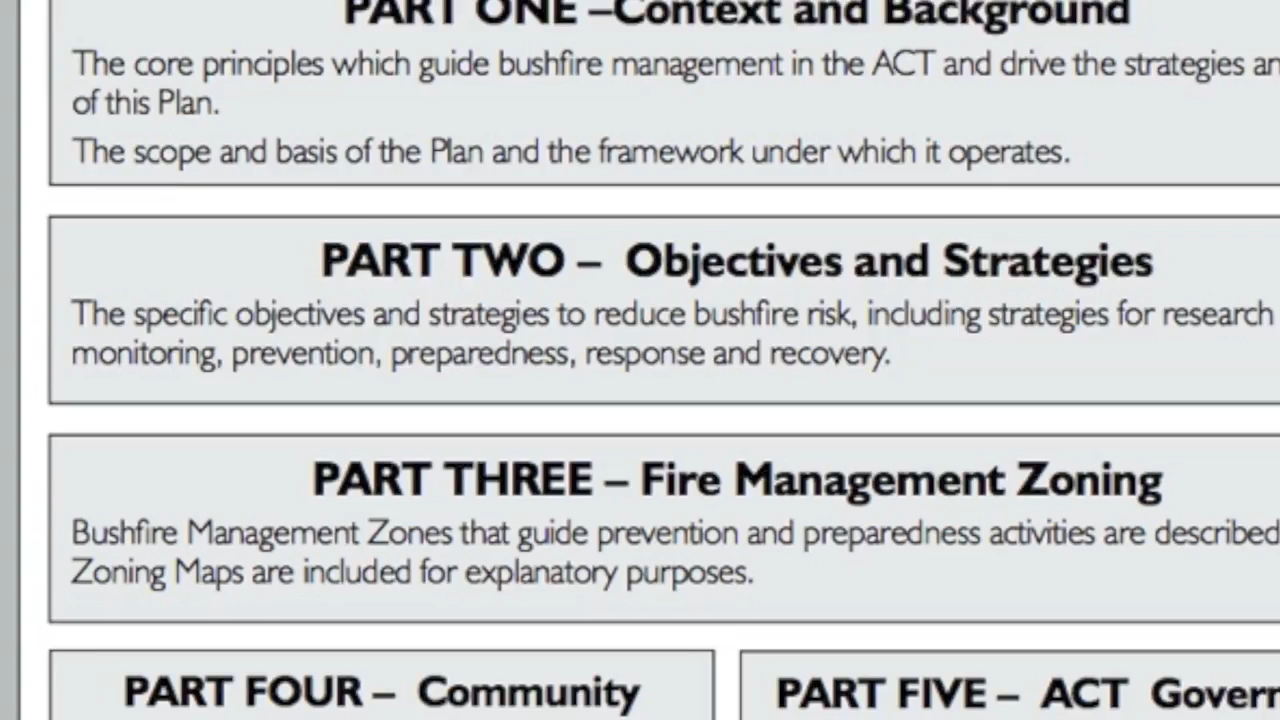 PART ONE –Context and Background
The core principles which guide bushfire management in the ACT and drive the strategies
of this Plan.
The scope and basis of the Plan and the framework under which it operates.
PART TWO – Objectives and Strategies
The specific objectives and strategies to reduce bushfire risk, including strategies for research
monitoring, prevention, preparedness, response and recovery.
PART THREE – Fire Management Zoning
Bushfire Management Zones that guide prevention and preparedness activities are described
Zoning Maps are included for explanatory purposes.
PART FOUR – Community
PART FIVE – ACT